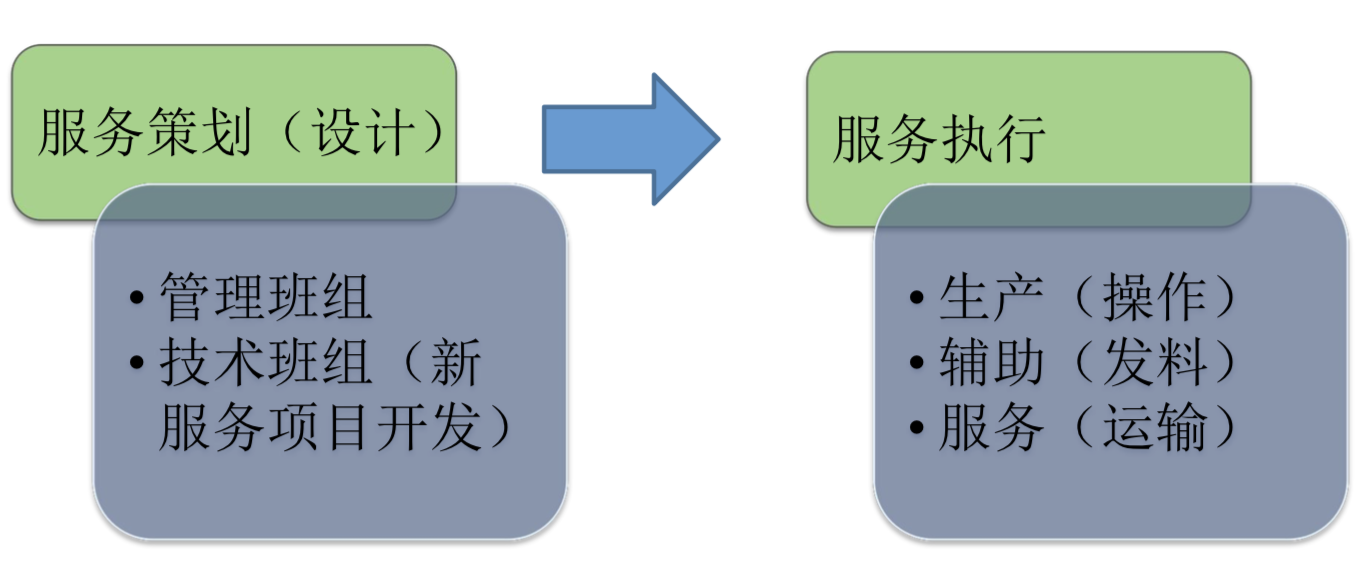 服务策划（设计）
• 管理班组
• 技术班组（新
服务项目开发）
服务执行
• 生产（操作）
• 辅助（发料）
• 服务（运输）